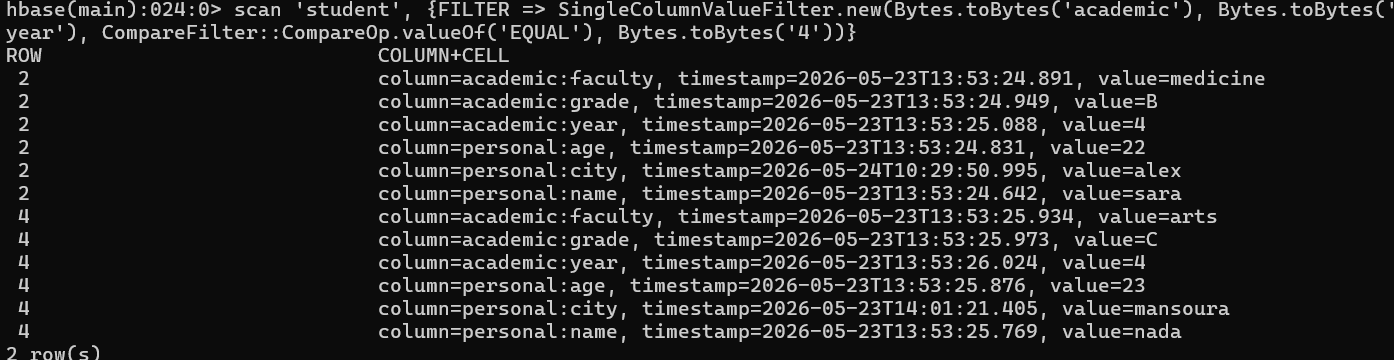 hbase(main):024:0> scan 'student', {FILTER => SingleColumnValueFilter.new(Bytes.toBytes('academic'), Bytes.toBytes('
year'), CompareFilter::CompareOp.valueOf('EQUAL'), Bytes.toBytes('4'))}
ROW COLUMN+CELL
2 column=academic:faculty, timestamp=2026-05-23T13:53:24.891, value=medicine
2 column=academic:grade, timestamp=2026-05-23T13:53:24.949, value=B
2 column=academic:year, timestamp=2026-05-23T13:53:25.088, value=4
2 column=personal:age, timestamp=2026-05-23T13:53:24.831, value=22
2 column=personal:city, timestamp=2026-05-24T10:29:50.995, value=alex
2 column=personal:name, timestamp=2026-05-23T13:53:24.642, value=sara
4 column=academic:faculty, timestamp=2026-05-23T13:53:25.934, value=arts
4 column=academic:grade, timestamp=2026-05-23T13:53:25.973, value=C
4 column=academic:year, timestamp=2026-05-23T13:53:26.024, value=4
4 column=personal:age, timestamp=2026-05-23T13:53:25.876, value=23
4 column=personal:city, timestamp=2026-05-23T14:01:21.405, value=mansoura
4 column=personal:name, timestamp=2026-05-23T13:53:25.769, value=nada
2 row(s)